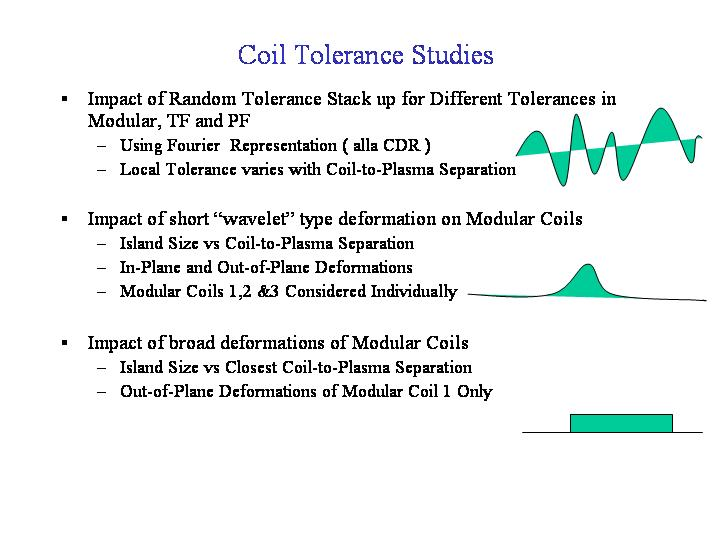 Coil Tolerance Studies
▪ Impact of Random Tolerance Stack up for Different Tolerances in
Modular, TF and PF
– Using Fourier Representation ( alla CDR )
– Local Tolerance varies with Coil-to-Plasma Separation
▪ Impact of short “wavelet” type deformation on Modular Coils
– Island Size vs Coil-to-Plasma Separation
– In-Plane and Out-of-Plane Deformations
– Modular Coils 1,2 &3 Considered Individually
▪ Impact of broad deformations of Modular Coils
– Island Size vs Closest Coil-to-Plasma Separation
– Out-of-Plane Deformations of Modular Coil 1 Only